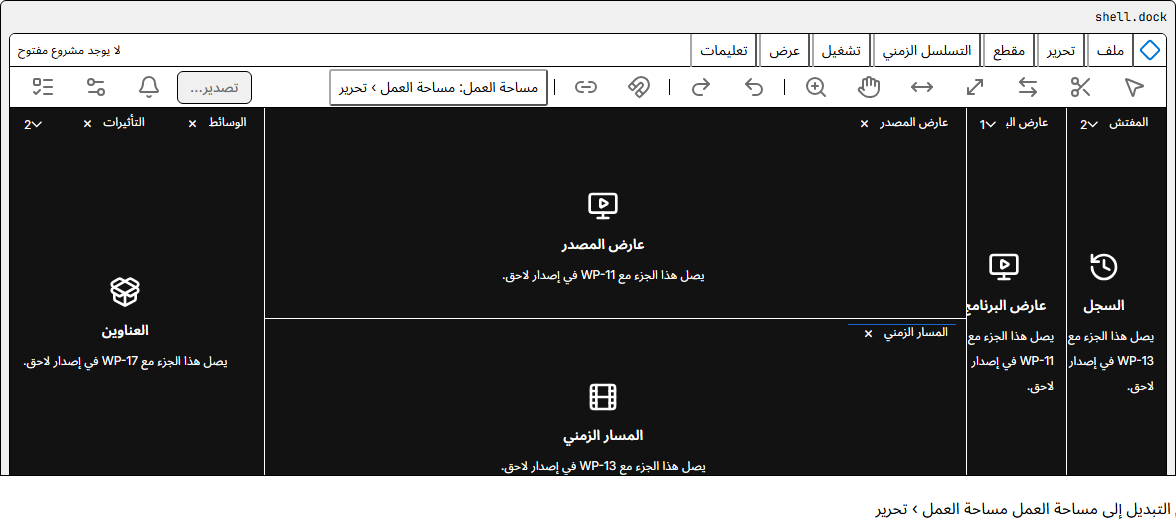 shell.dock
ملف
تحرير
مقطع
التسلسل الزمني
تشغيل
عرض
تعليمات
لا يوجد مشروع مفتوح
مساحة العمل: مساحة العمل › تحرير
تصدير...
المفتش
2
عارض الب
1
عارض المصدر ×
الوسائط ×
التأثيرات ×
2
السجل
يصل هذا الجزء مع
WP-13 في إصدار
لاحق.
عارض البرنامج
يصل هذا الجزء مع
WP-11 في إصدار
لاحق.
عارض المصدر
يصل هذا الجزء مع WP-11 في إصدار لاحق.
المسار الزمني ×
المسار الزمني
يصل هذا الجزء مع WP-13 في إصدار لاحق.
العناوين
يصل هذا الجزء مع WP-17 في إصدار لاحق.
التبديل إلى مساحة العمل مساحة العمل › تحرير